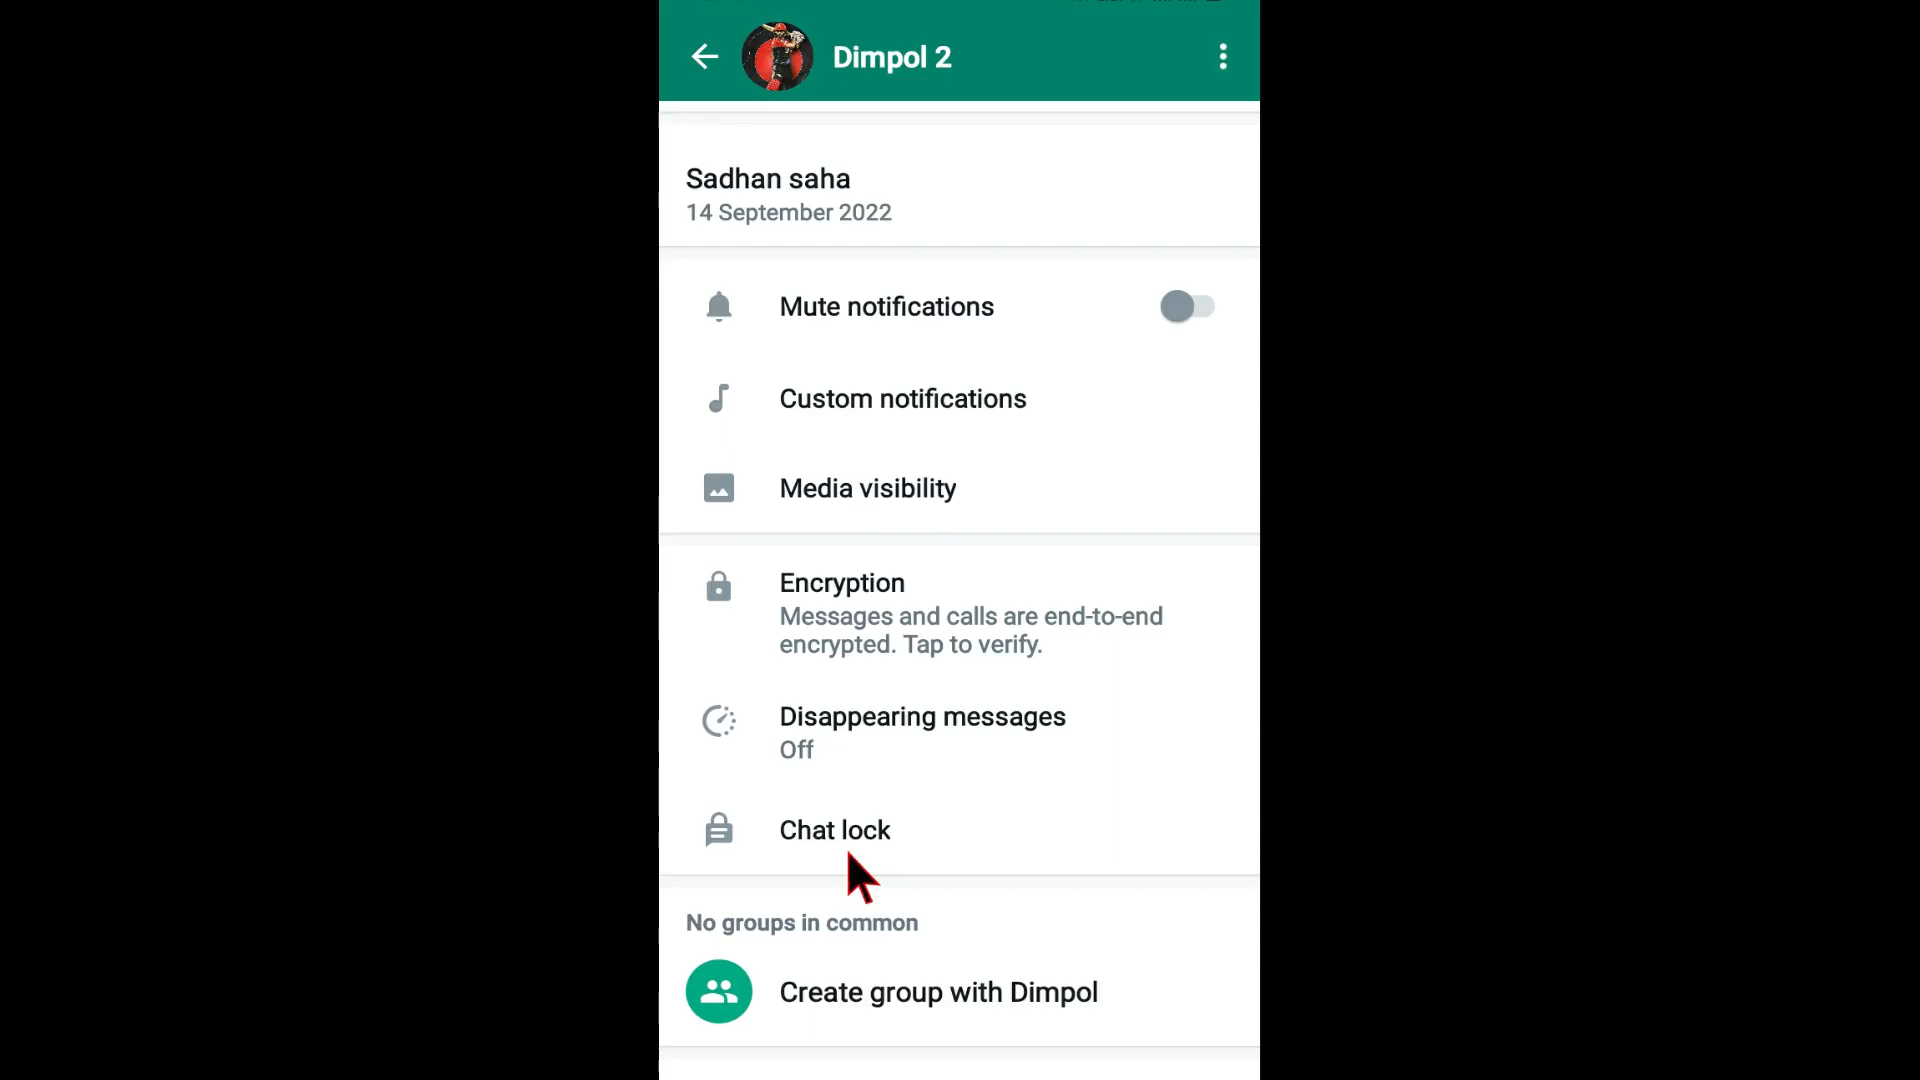 Dimpol 2
Sadhan saha
14 September 2022
Mute notifications
Custom notifications
Media visibility
Encryption
Messages and calls are end-to-end
encrypted. Tap to verify.
Disappearing messages
Off
Chat lock
No groups in common
Create group with Dimpol